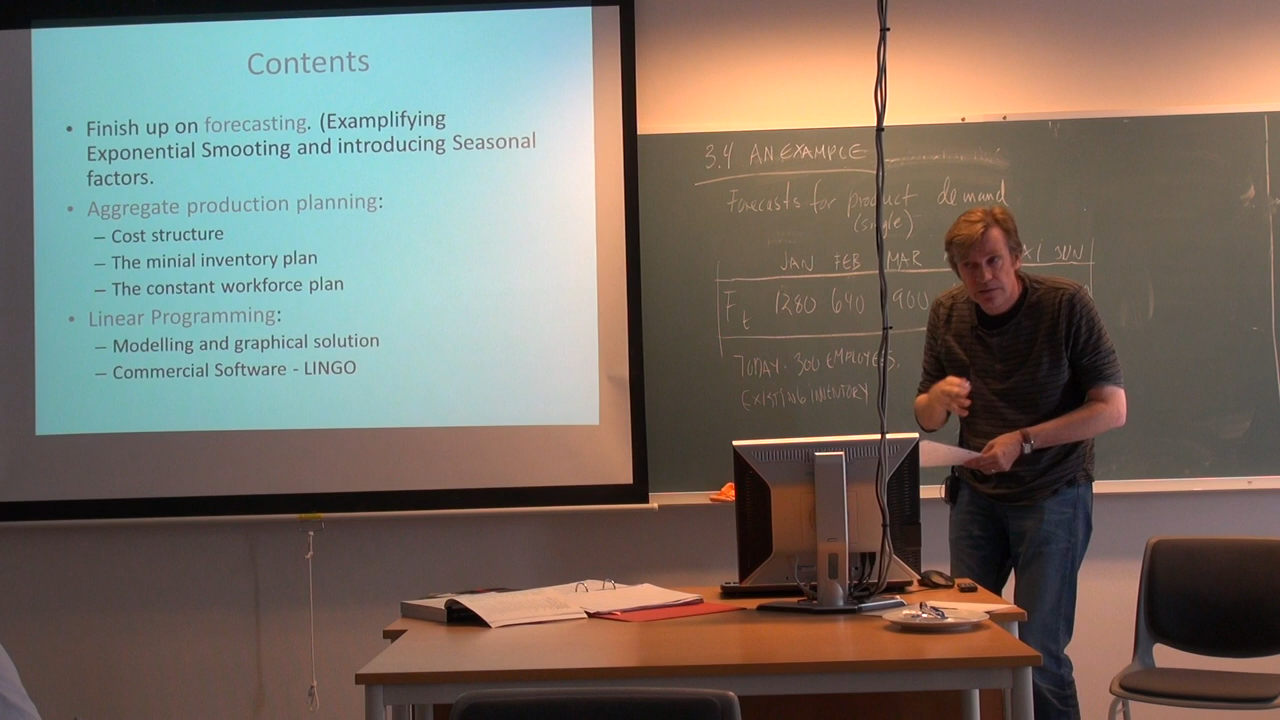 Contents
• Finish up on forecasting. (Examplifying
Exponential Smooting and introducing Seasonal
factors.
• Aggregate production planning:
– Cost structure
– The minial inventory plan
– The constant workforce plan
• Linear Programming:
– Modelling and graphical solution
– Commercial Software - LINGO
3.4 AN EXAMPLE
Forecasts for product demand
(single)
JAN FEB MAR JUN
Ft 1280 640 900
TODAY. 300 EMPLOYEES.
EXISTING INVENTORY